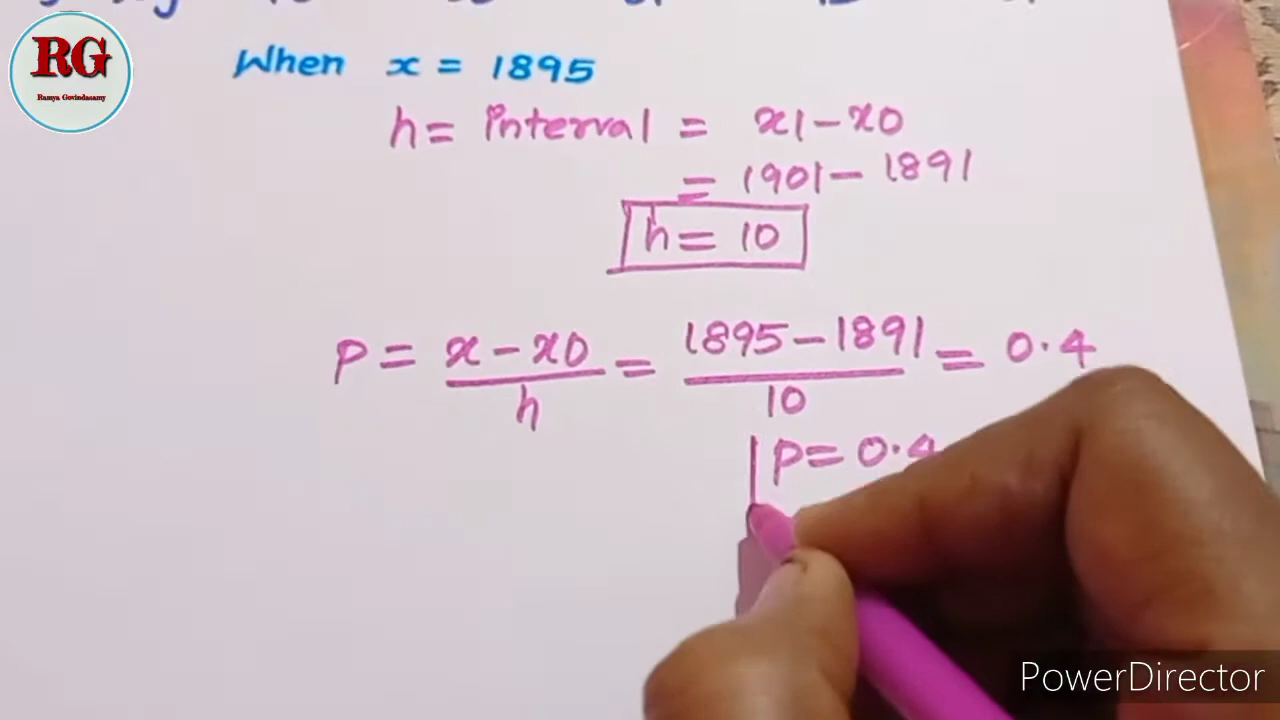 RG
Ramya Govindasamy
When x = 1895
h = interval = x1 - x0
= 1901 - 1891
h = 10
P = x - x0 / h = 1895 - 1891 / 10 = 0.4
P = 0.4
PowerDirector